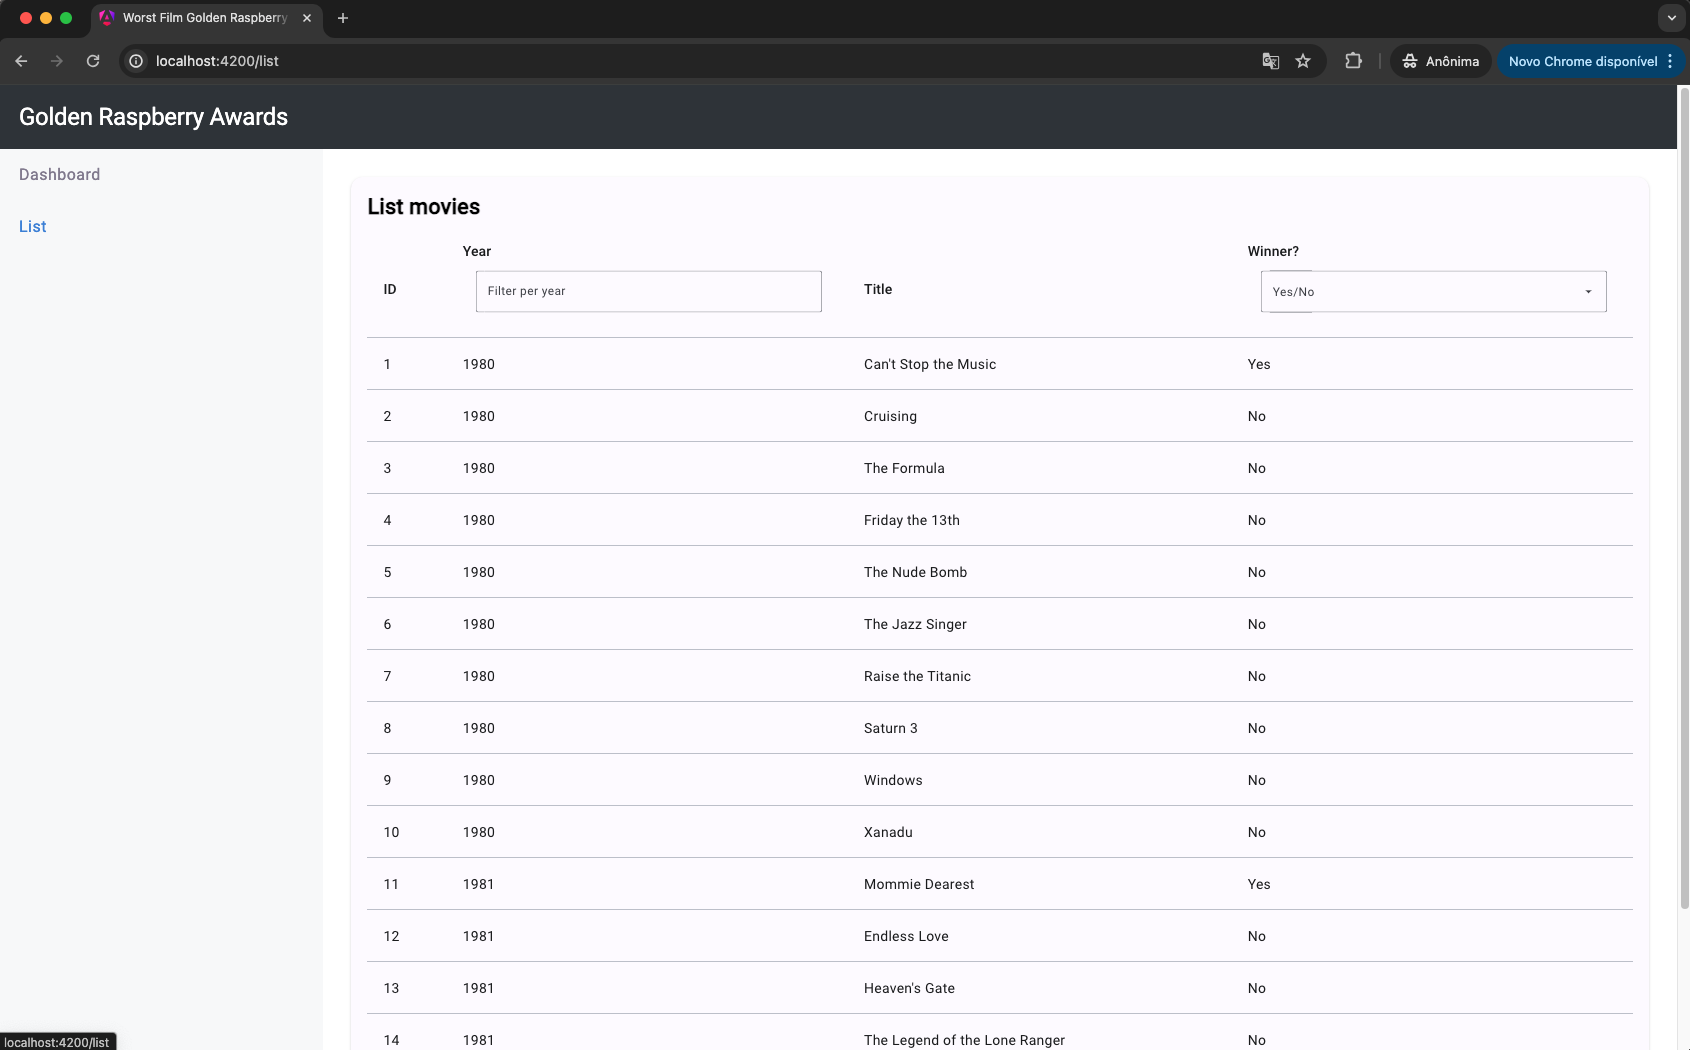 Worst Film Golden Raspberry
localhost:4200/list
Anônima
Novo Chrome disponível
Golden Raspberry Awards
Dashboard
List
List movies
ID
Year
Filter per year
Title
Winner?
Yes/No
1 1980 Can't Stop the Music Yes
2 1980 Cruising No
3 1980 The Formula No
4 1980 Friday the 13th No
5 1980 The Nude Bomb No
6 1980 The Jazz Singer No
7 1980 Raise the Titanic No
8 1980 Saturn 3 No
9 1980 Windows No
10 1980 Xanadu No
11 1981 Mommie Dearest Yes
12 1981 Endless Love No
13 1981 Heaven's Gate No
14 1981 The Legend of the Lone Ranger No
localhost:4200/list